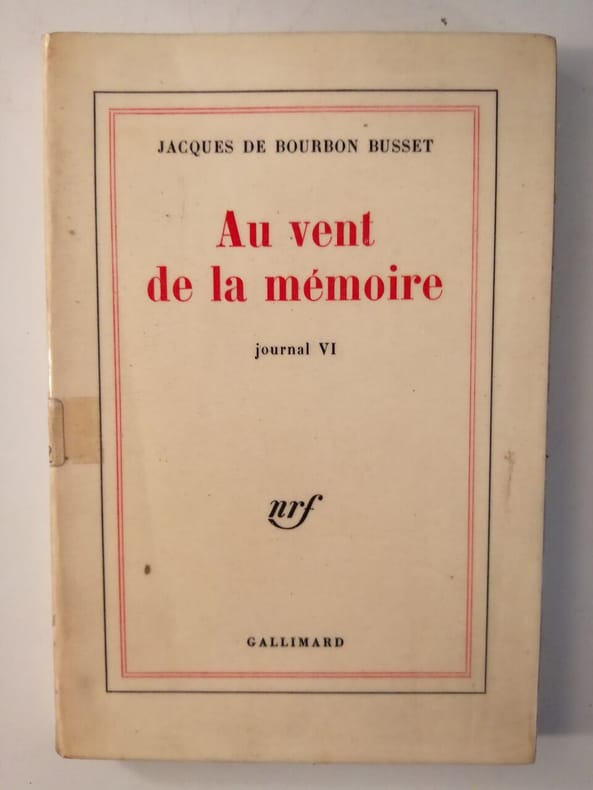 JACQUES DE BOURBON BUSSET
Au vent
de la mémoire
journal VI
nrf
GALLIMARD